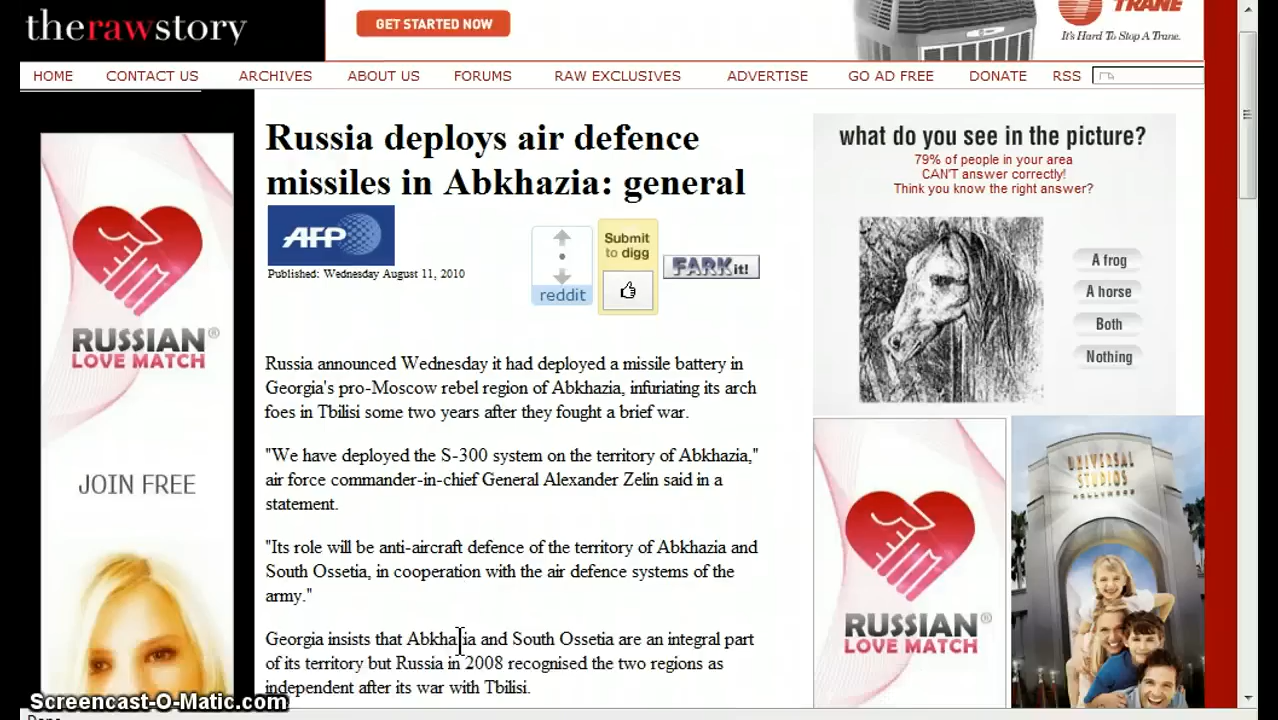 therawstory
GET STARTED NOW
TRANE
It's Hard To Stop A Trane.
HOME CONTACT US ARCHIVES ABOUT US FORUMS RAW EXCLUSIVES ADVERTISE GO AD FREE DONATE RSS
RUSSIAN®
LOVE MATCH
JOIN FREE
Russia deploys air defence
missiles in Abkhazia: general
AFP
Published: Wednesday August 11, 2010
reddit
Submit
to digg
FARK it!
Russia announced Wednesday it had deployed a missile battery in
Georgia's pro-Moscow rebel region of Abkhazia, infuriating its arch
foes in Tbilisi some two years after they fought a brief war.
"We have deployed the S-300 system on the territory of Abkhazia,"
air force commander-in-chief General Alexander Zelin said in a
statement.
"Its role will be anti-aircraft defence of the territory of Abkhazia and
South Ossetia, in cooperation with the air defence systems of the
army."
Georgia insists that Abkhazia and South Ossetia are an integral part
of its territory but Russia in 2008 recognised the two regions as
independent after its war with Tbilisi.
what do you see in the picture?
79% of people in your area
CAN'T answer correctly!
Think you know the right answer?
A frog
A horse
Both
Nothing
RUSSIAN®
LOVE MATCH
UNIVERSAL
STUDIOS
HOLLYWOOD
Screencast-O-Matic.com